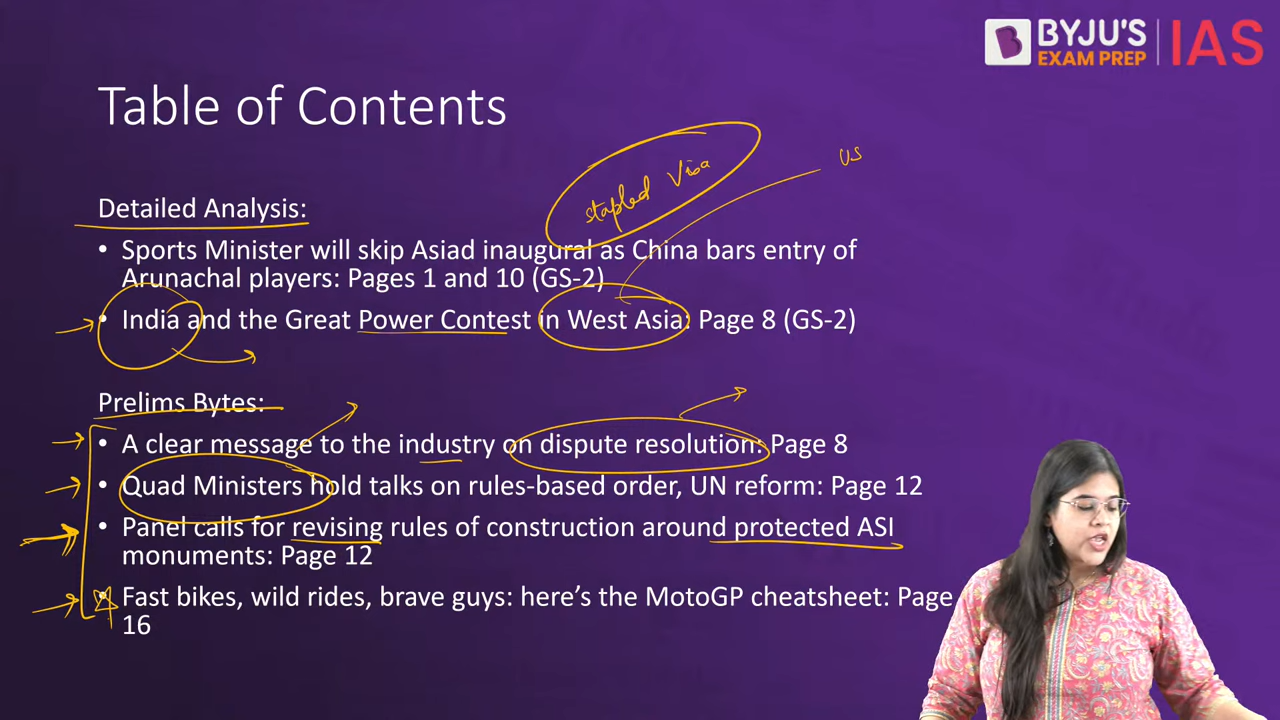 BYJU'S
EXAM PREP
IAS
Table of Contents
stapled Visa
US
Detailed Analysis:
• Sports Minister will skip Asiad inaugural as China bars entry of
Arunachal players: Pages 1 and 10 (GS-2)
• India and the Great Power Contest in West Asia: Page 8 (GS-2)
Prelims Bytes:
• A clear message to the industry on dispute resolution: Page 8
• Quad Ministers hold talks on rules-based order, UN reform: Page 12
• Panel calls for revising rules of construction around protected ASI
monuments: Page 12
• Fast bikes, wild rides, brave guys: here's the MotoGP cheatsheet: Page
16